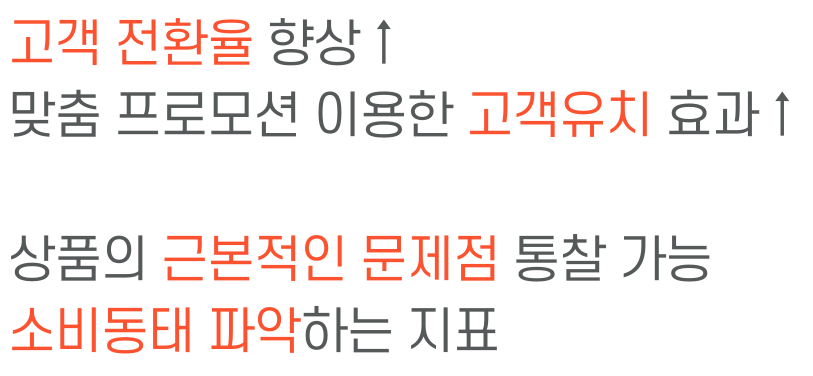 고객 전환율 향상↑
맞춤 프로모션 이용한 고객유치 효과↑
상품의 근본적인 문제점 통찰 가능
소비동태 파악하는 지표